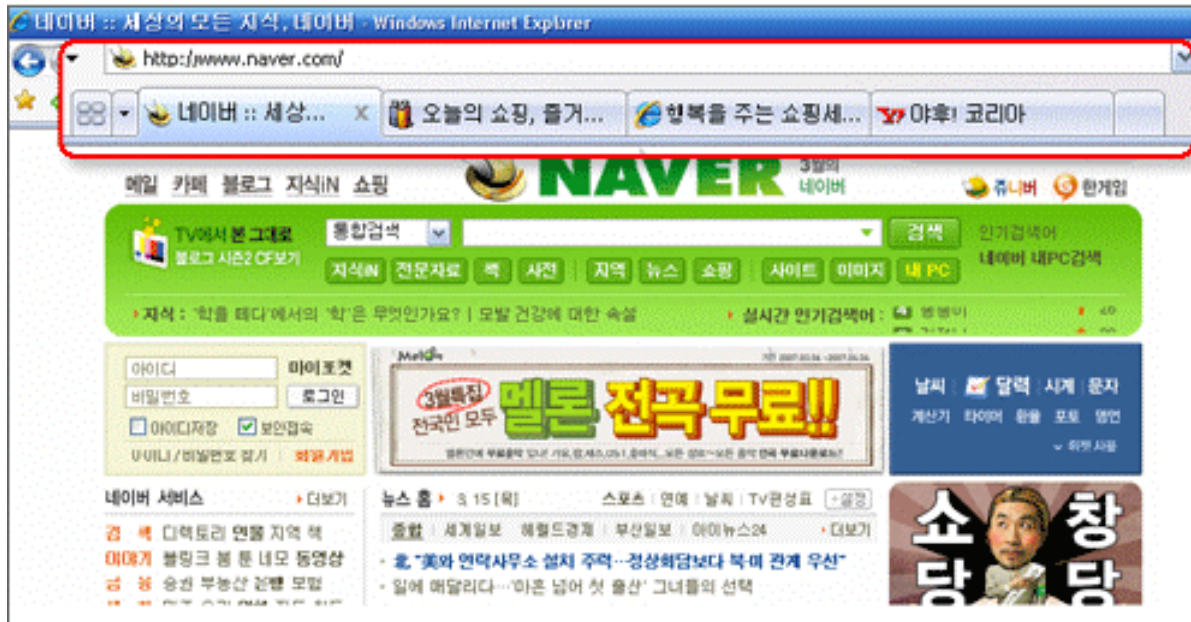 네이버 :: 세상의 모든 지식, 네이버 - Windows Internet Explorer
http://www.naver.com/
네이버 :: 세상... x 오늘의 쇼핑, 즐거... 행복을 주는 쇼핑세... 야후! 코리아
메일 카페 블로그 지식iN 쇼핑 NAVER 3월의 네이버 쥬니버 한게임
TV에서 본 그대로 통합검색 검색 인기검색어
블로그 시즌2 CF보기 네이버 내PC검색
지식iN 전문자료 책 사전 지역 뉴스 쇼핑 사이트 이미지 내 PC
지식 : '학을 떼다'에서의 '학'은 무엇인가요? | 모발 건강에 대한 속설 실시간 인기검색어 :
아이디 마이포켓
비밀번호 로그인
아이디저장 보안접속
아이디/비밀번호 찾기 회원가입
Melon
3월특집 전국민 모두 멜론 전곡 무료!!
날씨 달력 시계 문자
계산기 타이머 환율 포토 명언
위젯 사용
네이버 서비스 더보기
검 색 디렉토리 인물 지역 책
이야기 블링크 붐 툰 네모 동영상
금 융 증권 부동산 은행 보험
뉴스 홈 3, 15 [목] 스포츠 연예 날씨 TV편성표 +설정
종합 세계일보 헤럴드경제 부산일보 아이뉴스24 더보기
北 "美와 연락사무소 설치 주력…정상회담보다 북·미 관계 우선"
일에 매달리다…'마흔 넘어 첫 출산' 그녀들의 선택
쇼 창
당 당